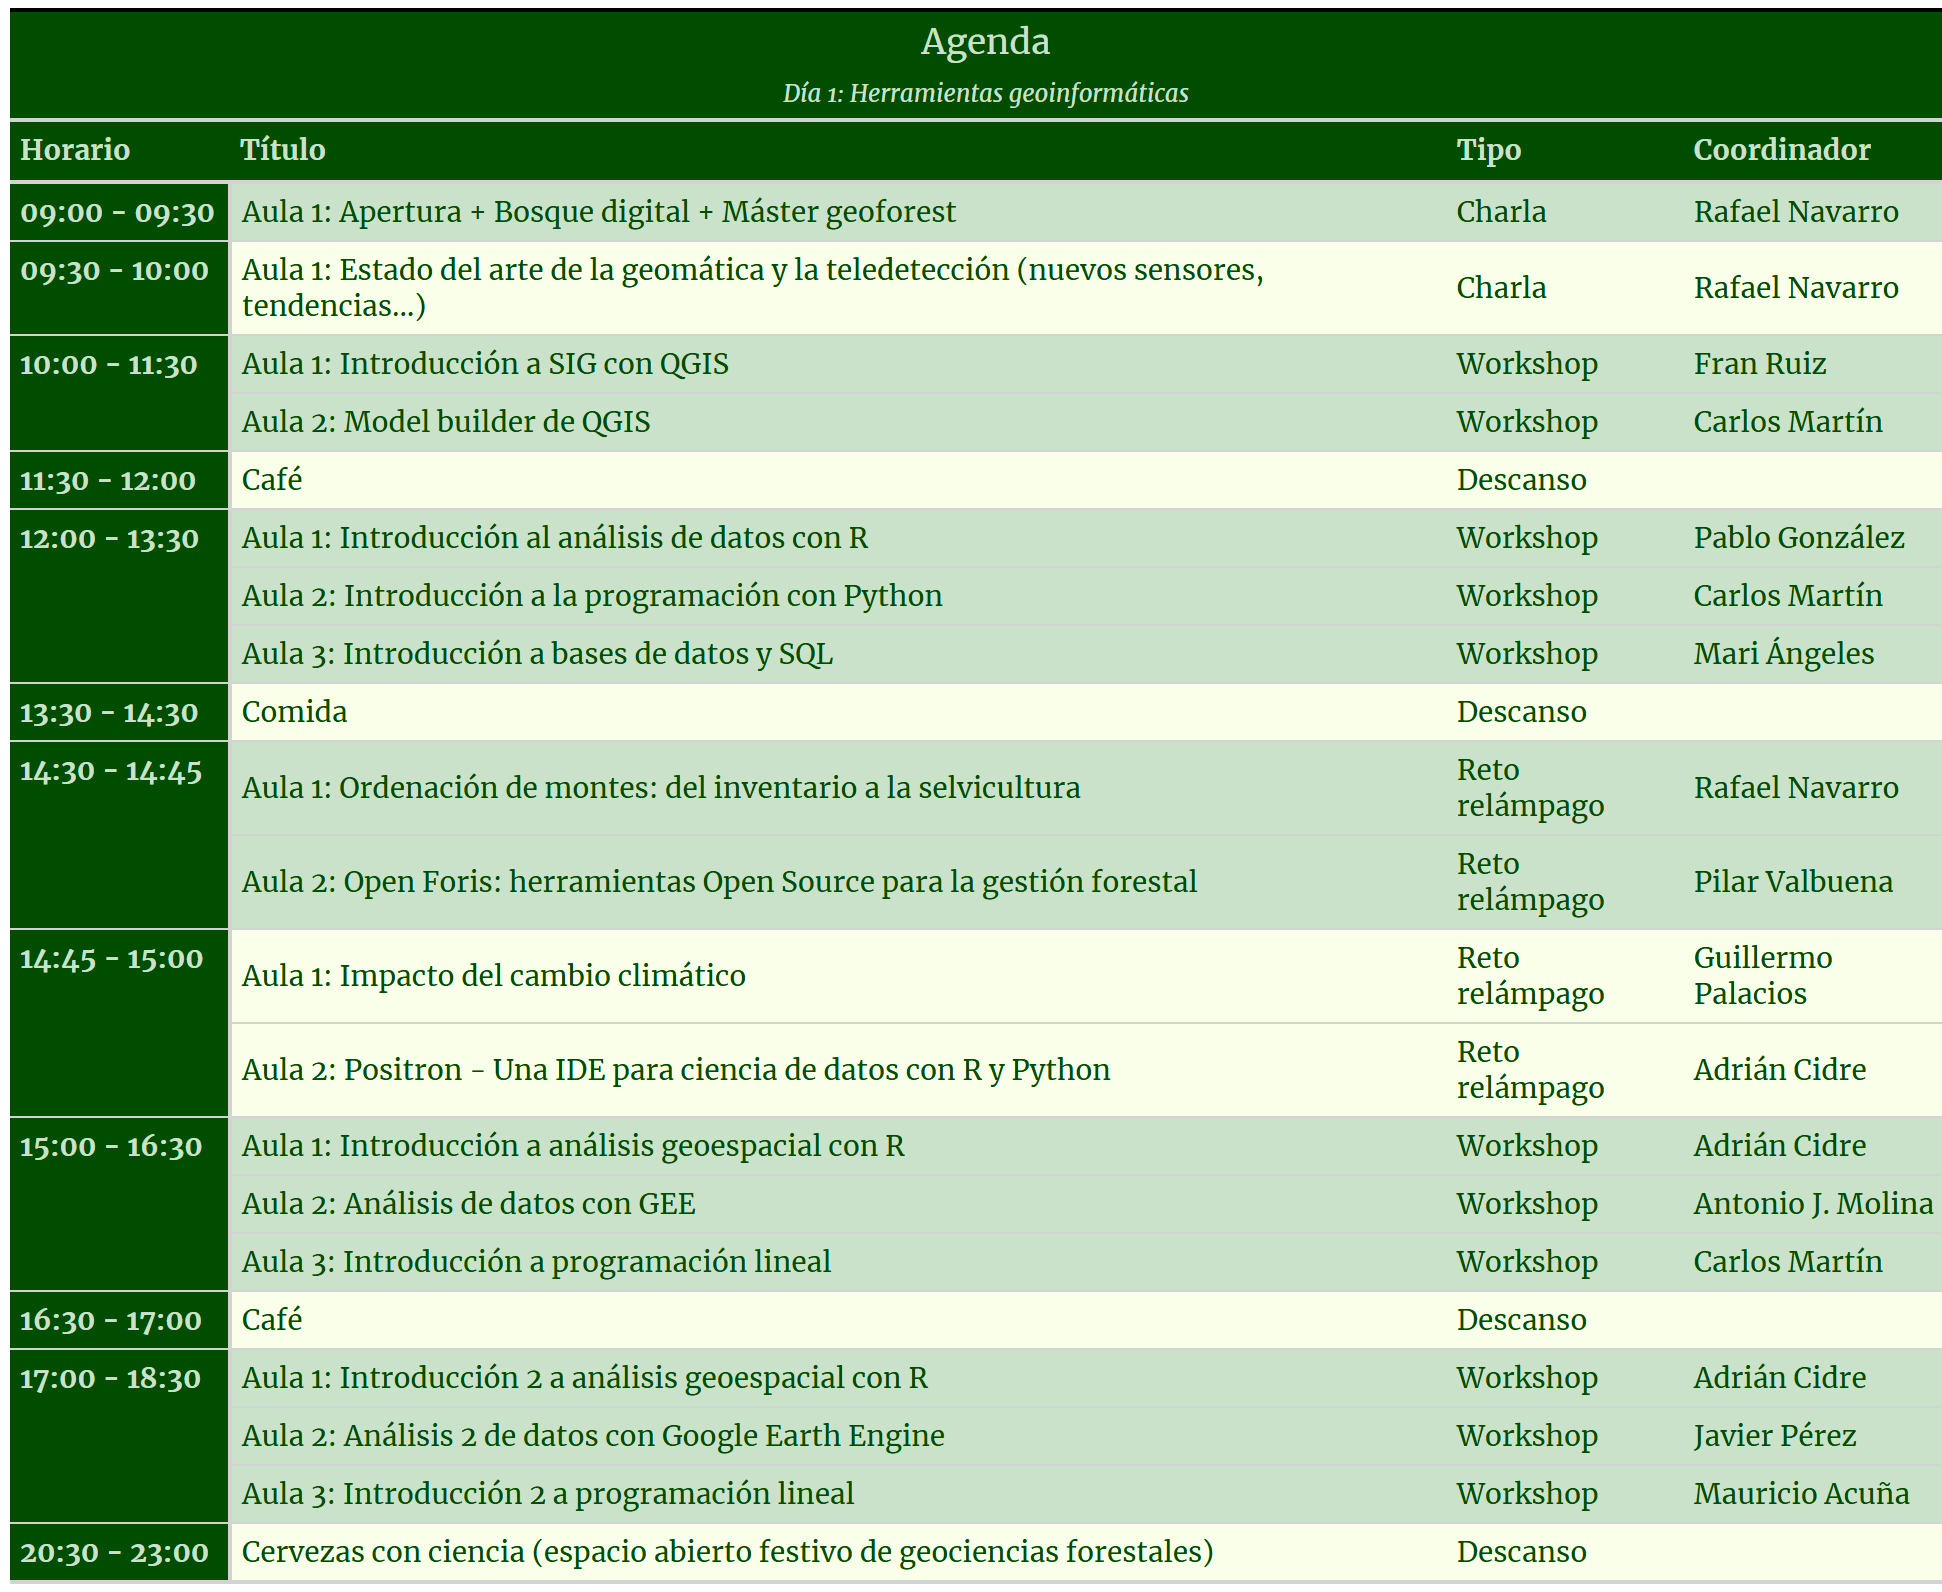 Agenda
Día 1: Herramientas geoinformáticas
Horario Título Tipo Coordinador
09:00 - 09:30 Aula 1: Apertura + Bosque digital + Máster geoforest Charla Rafael Navarro
09:30 - 10:00 Aula 1: Estado del arte de la geomática y la teledetección (nuevos sensores,
tendencias...) Charla Rafael Navarro
10:00 - 11:30 Aula 1: Introducción a SIG con QGIS Workshop Fran Ruiz
Aula 2: Model builder de QGIS Workshop Carlos Martín
11:30 - 12:00 Café Descanso
12:00 - 13:30 Aula 1: Introducción al análisis de datos con R Workshop Pablo González
Aula 2: Introducción a la programación con Python Workshop Carlos Martín
Aula 3: Introducción a bases de datos y SQL Workshop Mari Ángeles
13:30 - 14:30 Comida Descanso
14:30 - 14:45 Aula 1: Ordenación de montes: del inventario a la selvicultura Reto
relámpago Rafael Navarro
Aula 2: Open Foris: herramientas Open Source para la gestión forestal Reto
relámpago Pilar Valbuena
14:45 - 15:00 Aula 1: Impacto del cambio climático Reto
relámpago Guillermo
Palacios
Aula 2: Positron - Una IDE para ciencia de datos con R y Python Reto
relámpago Adrián Cidre
15:00 - 16:30 Aula 1: Introducción a análisis geoespacial con R Workshop Adrián Cidre
Aula 2: Análisis de datos con GEE Workshop Antonio J. Molina
Aula 3: Introducción a programación lineal Workshop Carlos Martín
16:30 - 17:00 Café Descanso
17:00 - 18:30 Aula 1: Introducción 2 a análisis geoespacial con R Workshop Adrián Cidre
Aula 2: Análisis 2 de datos con Google Earth Engine Workshop Javier Pérez
Aula 3: Introducción 2 a programación lineal Workshop Mauricio Acuña
20:30 - 23:00 Cervezas con ciencia (espacio abierto festivo de geociencias forestales) Descanso